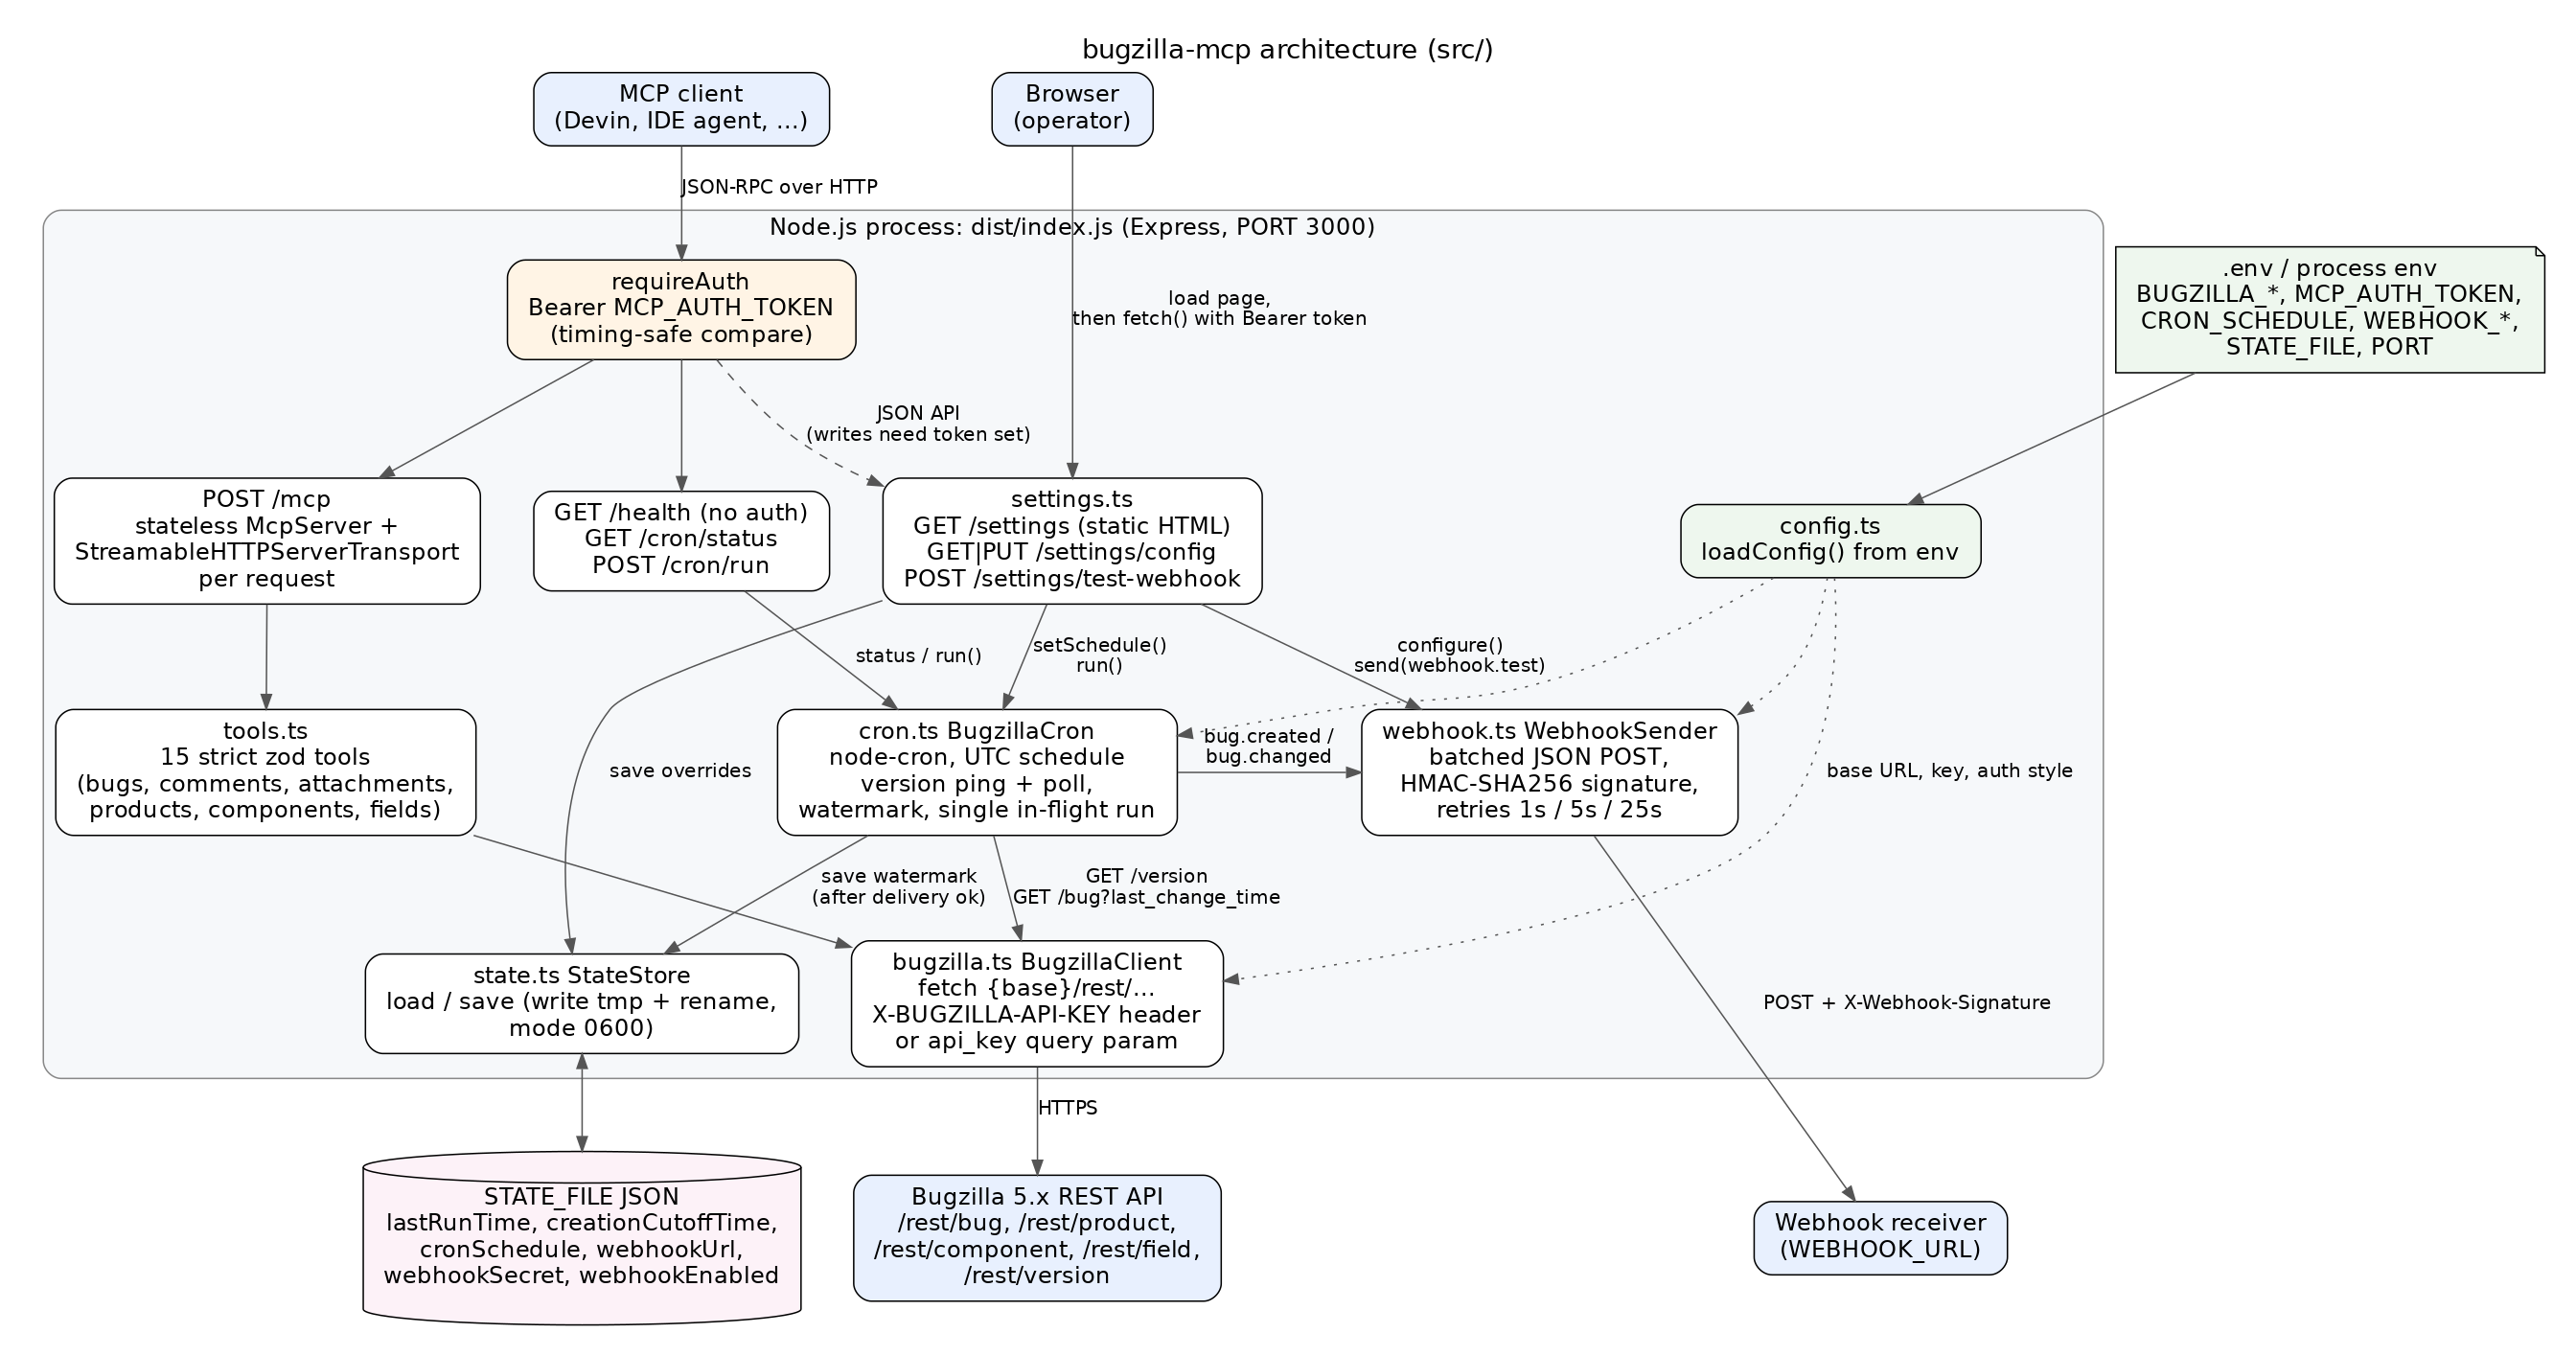 bugzilla-mcp architecture (src/)
MCP client
(Devin, IDE agent, ...)
Browser
(operator)
JSON-RPC over HTTP
Node.js process: dist/index.js (Express, PORT 3000)
requireAuth
Bearer MCP_AUTH_TOKEN
(timing-safe compare)
load page,
then fetch() with Bearer token
.env / process env
BUGZILLA_*, MCP_AUTH_TOKEN,
CRON_SCHEDULE, WEBHOOK_*,
STATE_FILE, PORT
JSON API
(writes need token set)
POST /mcp
stateless McpServer +
StreamableHTTPServerTransport
per request
GET /health (no auth)
GET /cron/status
POST /cron/run
settings.ts
GET /settings (static HTML)
GET|PUT /settings/config
POST /settings/test-webhook
config.ts
loadConfig() from env
status / run()
setSchedule()
run()
configure()
send(webhook.test)
tools.ts
15 strict zod tools
(bugs, comments, attachments,
products, components, fields)
save overrides
cron.ts BugzillaCron
node-cron, UTC schedule
version ping + poll,
watermark, single in-flight run
bug.created /
bug.changed
webhook.ts WebhookSender
batched JSON POST,
HMAC-SHA256 signature,
retries 1s / 5s / 25s
base URL, key, auth style
save watermark
(after delivery ok)
GET /version
GET /bug?last_change_time
state.ts StateStore
load / save (write tmp + rename,
mode 0600)
bugzilla.ts BugzillaClient
fetch {base}/rest/...
X-BUGZILLA-API-KEY header
or api_key query param
POST + X-Webhook-Signature
HTTPS
STATE_FILE JSON
lastRunTime, creationCutoffTime,
cronSchedule, webhookUrl,
webhookSecret, webhookEnabled
Bugzilla 5.x REST API
/rest/bug, /rest/product,
/rest/component, /rest/field,
/rest/version
Webhook receiver
(WEBHOOK_URL)